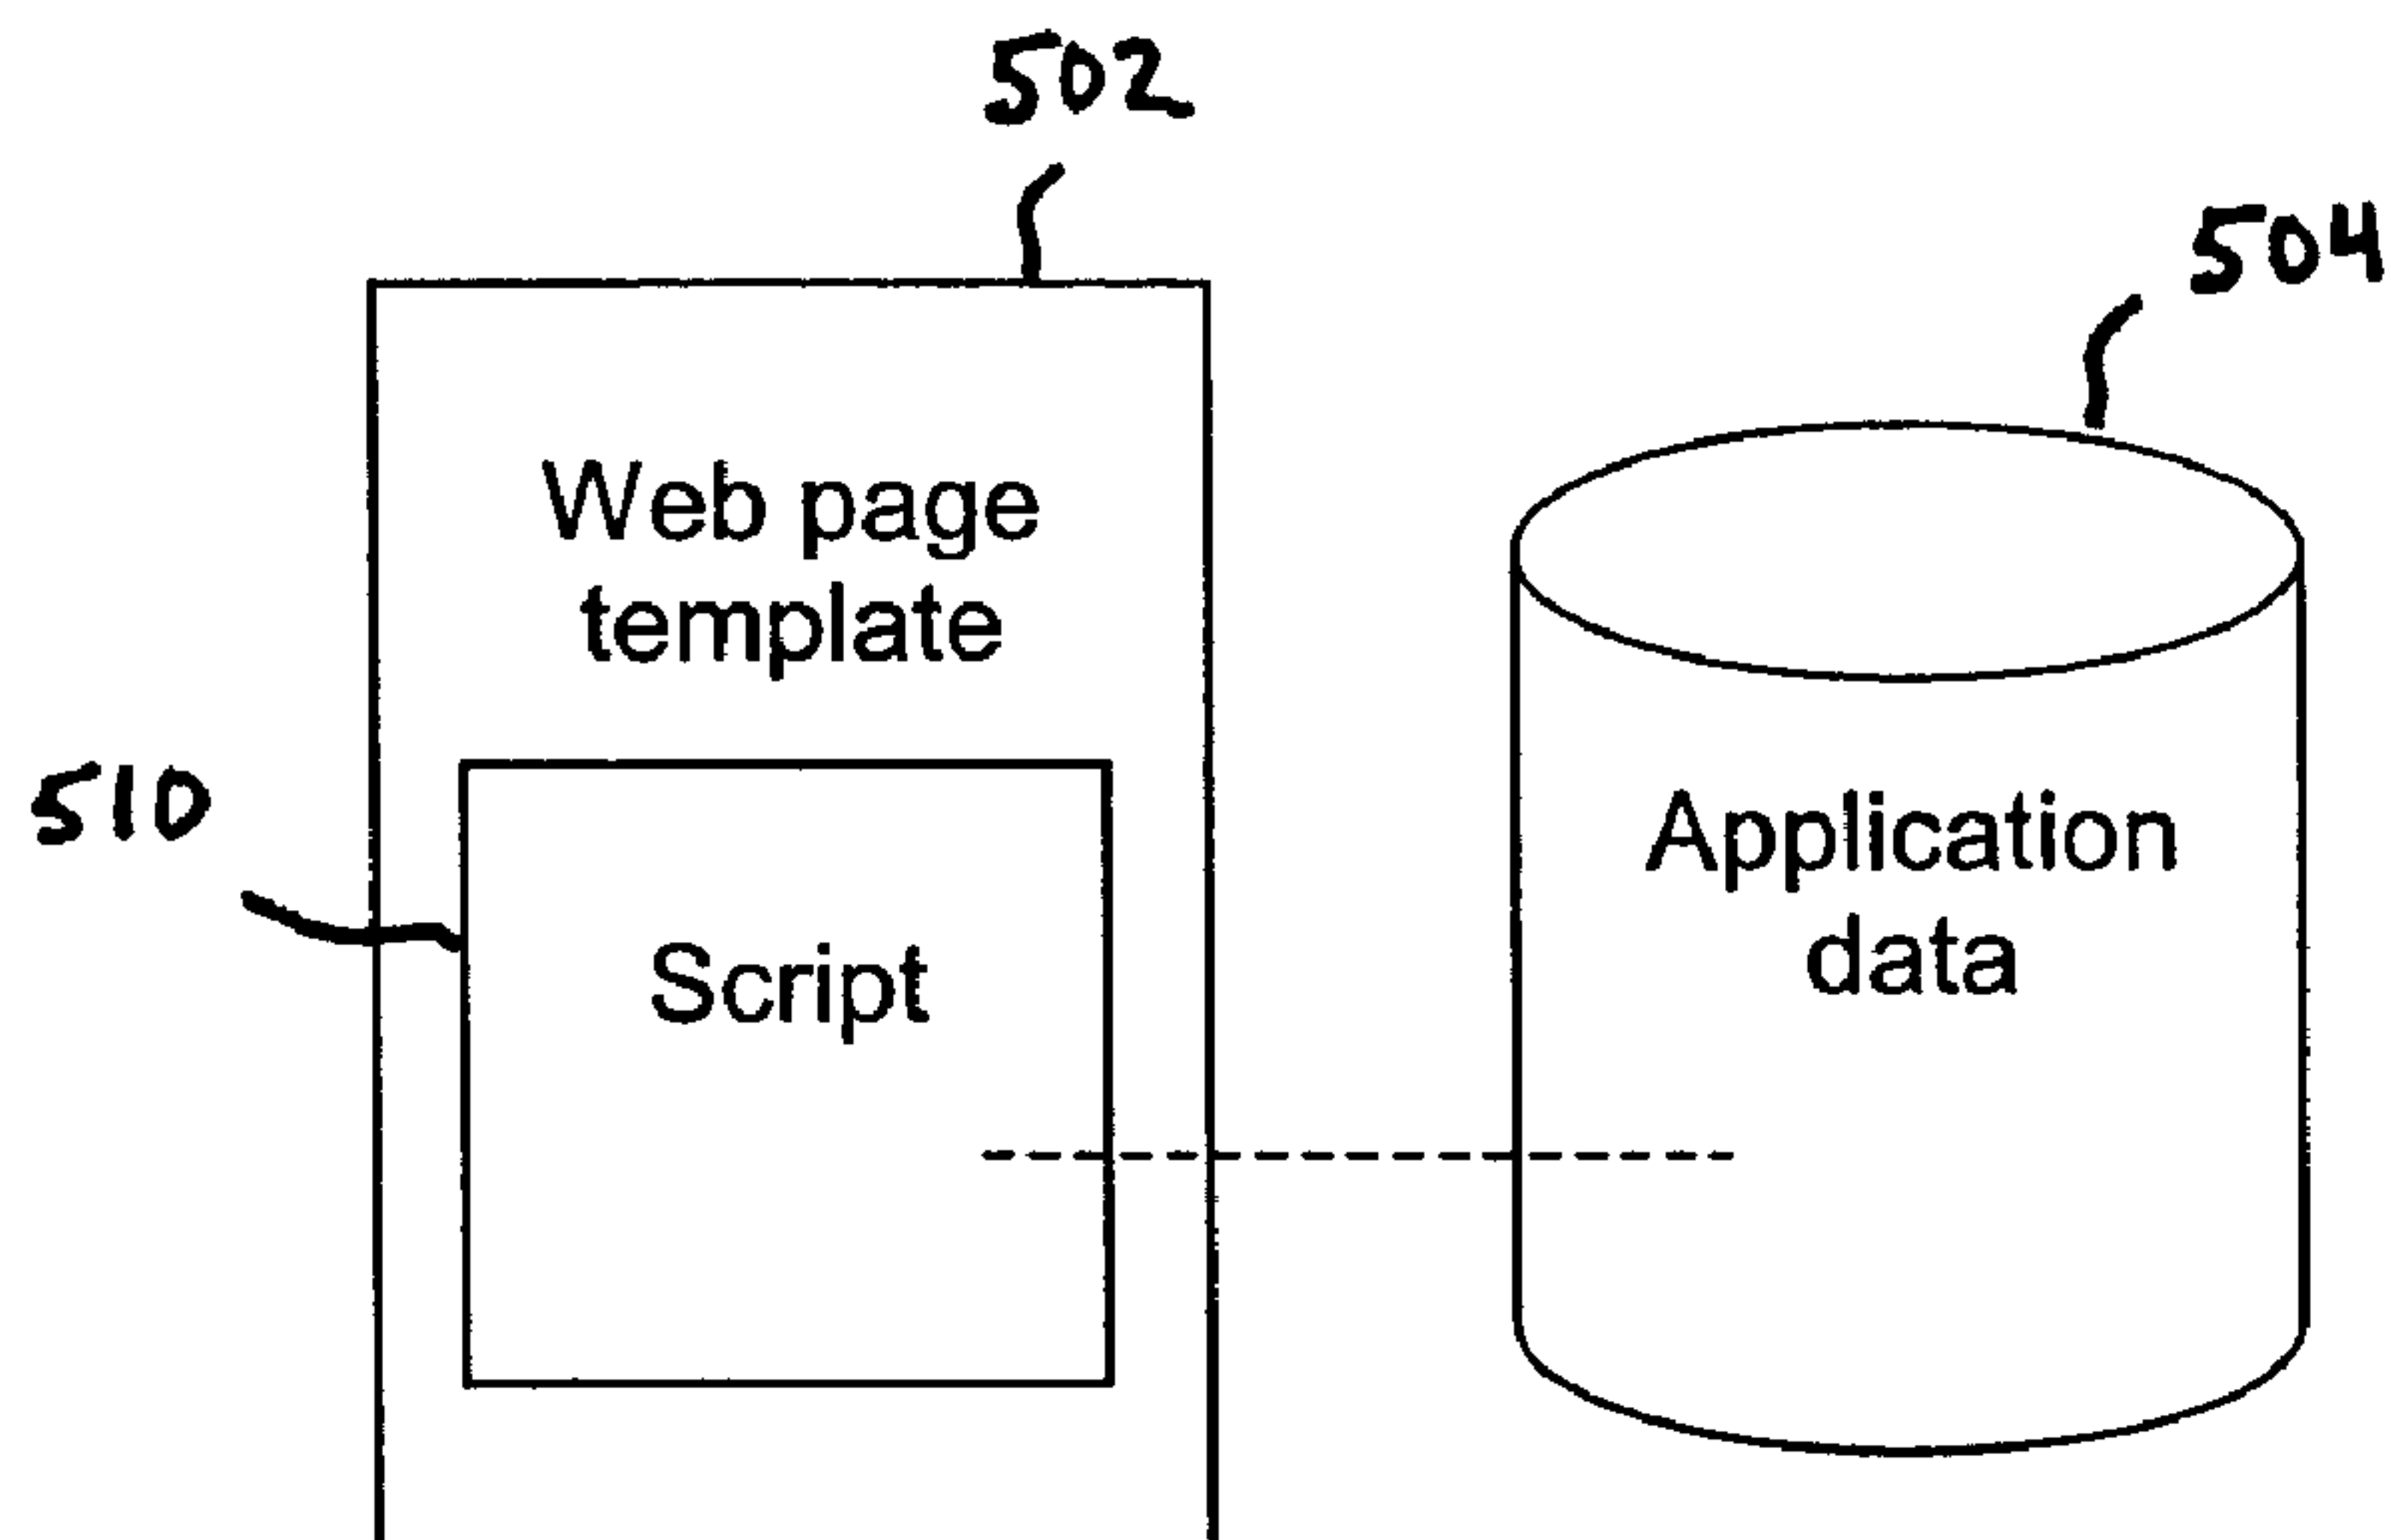 502
504
Web page
template
510
Application
data
Script